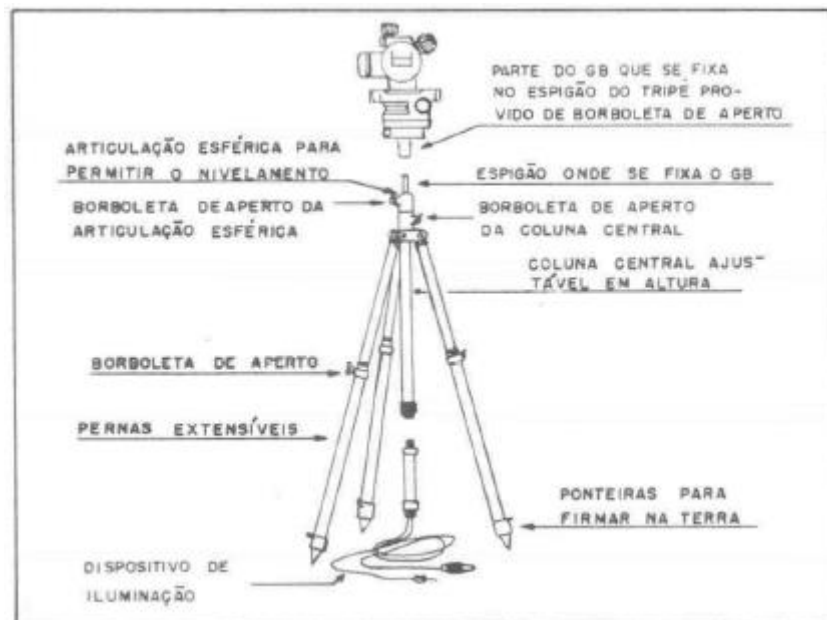 PARTE DO GB QUE SE FIXA
NO ESPIGÃO DO TRIPÉ PRO-
VIDO DE BORBOLETA DE APERTO
ARTICULAÇÃO ESFÉRICA PARA
PERMITIR O NIVELAMENTO
ESPIGÃO ONDE SE FIXA O GB
BORBOLETA DE APERTO DA
ARTICULAÇÃO ESFÉRICA
BORBOLETA DE APERTO
DA COLUNA CENTRAL
COLUNA CENTRAL AJUS-
TÁVEL EM ALTURA
BORBOLETA DE APERTO
PERNAS EXTENSÍVEIS
PONTEIRAS PARA
FIRMAR NA TERRA
DISPOSITIVO DE
ILUMINAÇÃO